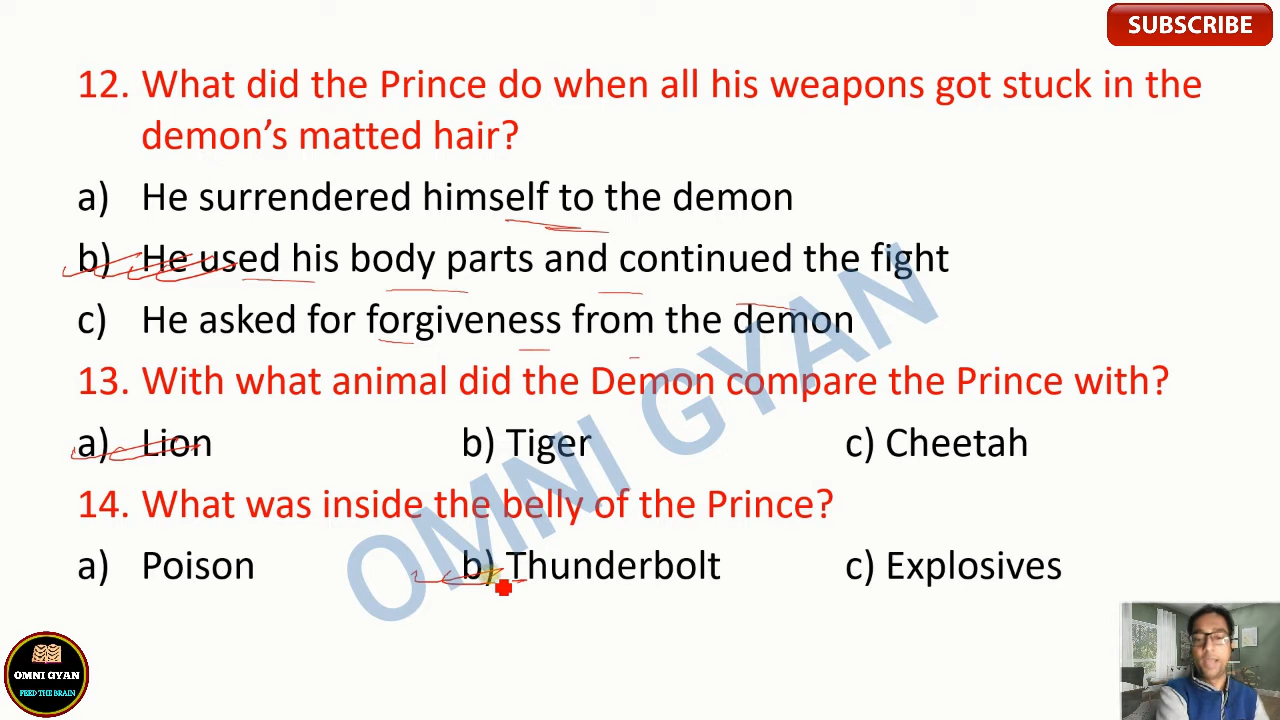 SUBSCRIBE
12. What did the Prince do when all his weapons got stuck in the
demon's matted hair?
a) He surrendered himself to the demon
b) He used his body parts and continued the fight
c) He asked for forgiveness from the demon
13. With what animal did the Demon compare the Prince with?
a) Lion b) Tiger c) Cheetah
14. What was inside the belly of the Prince?
a) Poison b) Thunderbolt c) Explosives
OMNI GYAN
OMNI GYAN
FEED THE BRAIN